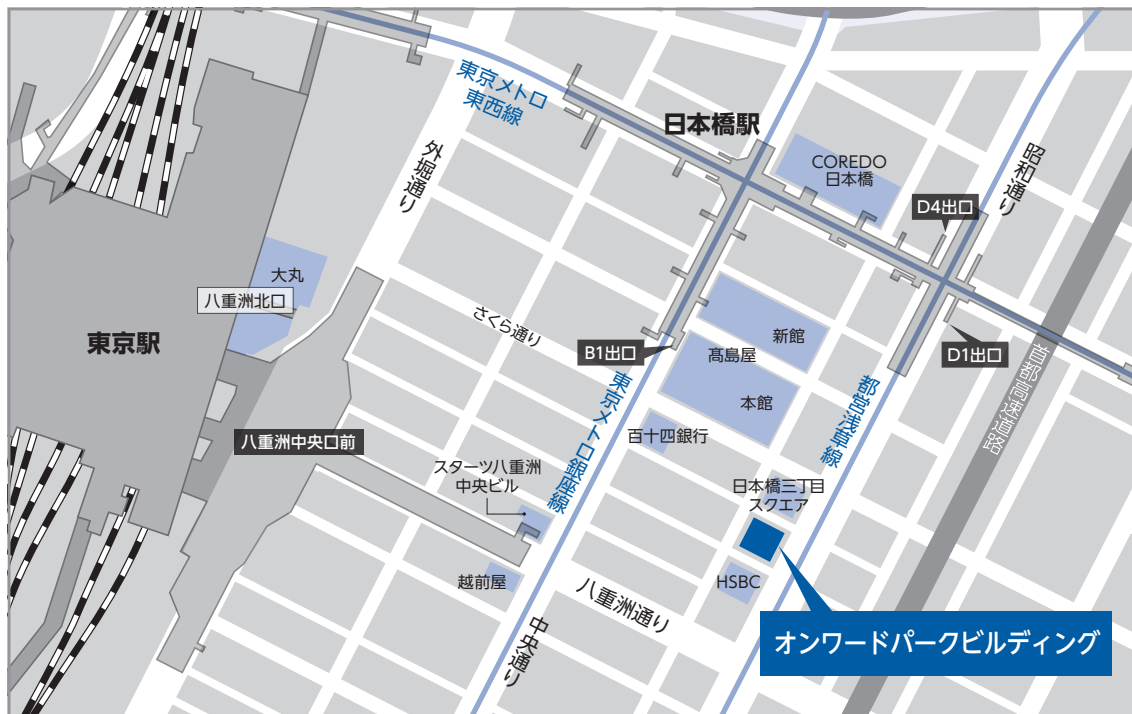 東京メトロ
東西線
日本橋駅
COREDO
日本橋
昭和通り
外堀通り
D4出口
大丸
八重洲北口
東京駅
さくら通り
B1出口
新館
髙島屋
本館
D1出口
首都高速道路
東京メトロ銀座線
都営浅草線
百十四銀行
八重洲中央口前
スターツ八重洲
中央ビル
日本橋三丁目
スクエア
越前屋
HSBC
八重洲通り
中央通り
オンワードパークビルディング